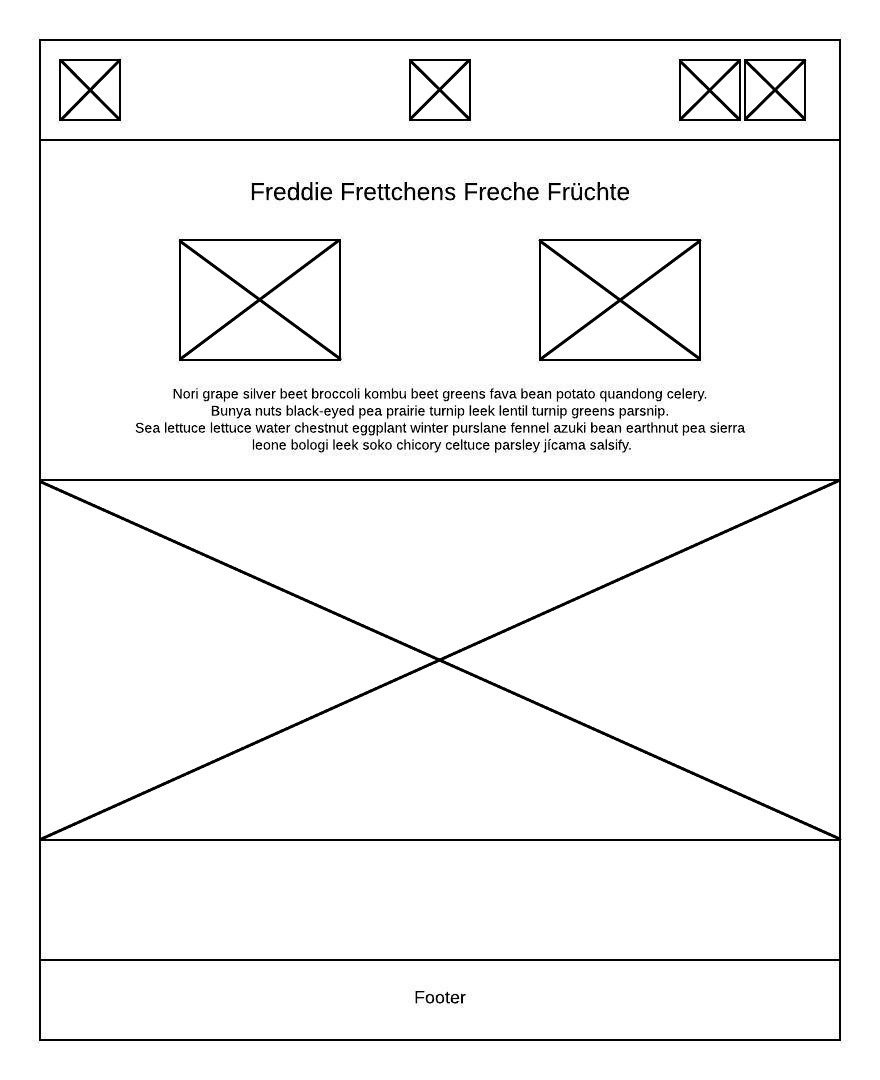 Freddie Frettchens Freche Früchte
Nori grape silver beet broccoli kombu beet greens fava bean potato quandong celery.
Bunya nuts black-eyed pea prairie turnip leek lentil turnip greens parsnip.
Sea lettuce lettuce water chestnut eggplant winter purslane fennel azuki bean earthnut pea sierra
leone bologi leek soko chicory celtuce parsley jícama salsify.
Footer